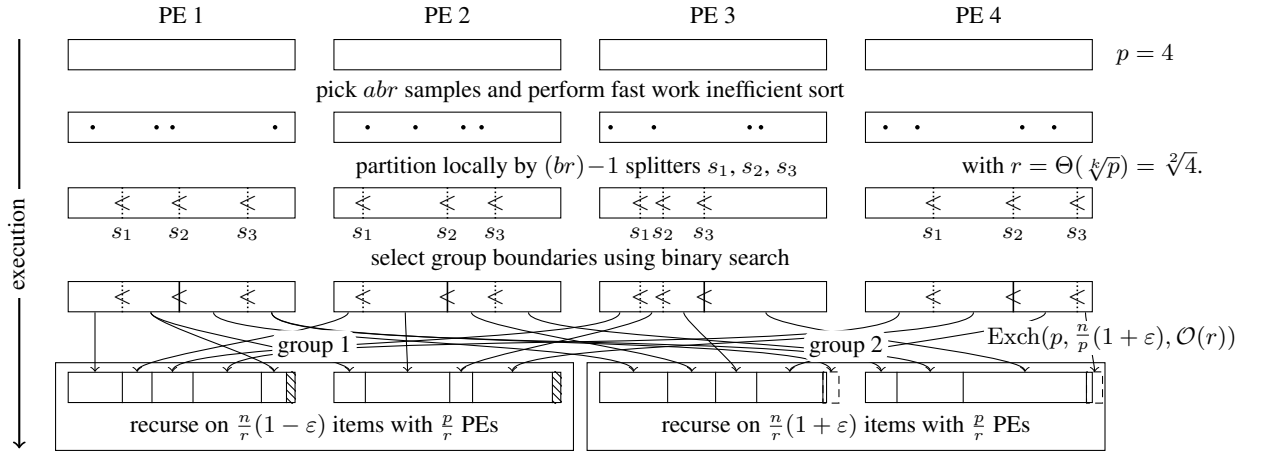 PE 1 PE 2 PE 3 PE 4
p = 4
pick abr samples and perform fast work inefficient sort
partition locally by (br)−1 splitters s₁, s₂, s₃ with r = Θ(ᵏ√p) = ²√4.
< < < < < < < < < < < <
s₁ s₂ s₃ s₁ s₂ s₃ s₁ s₂ s₃ s₁ s₂ s₃
select group boundaries using binary search
< < < < < < < < < < < <
group 1 group 2 Exch(p, n/p(1 + ε), O(r))
recurse on n/r(1 − ε) items with p/r PEs recurse on n/r(1 + ε) items with p/r PEs
execution